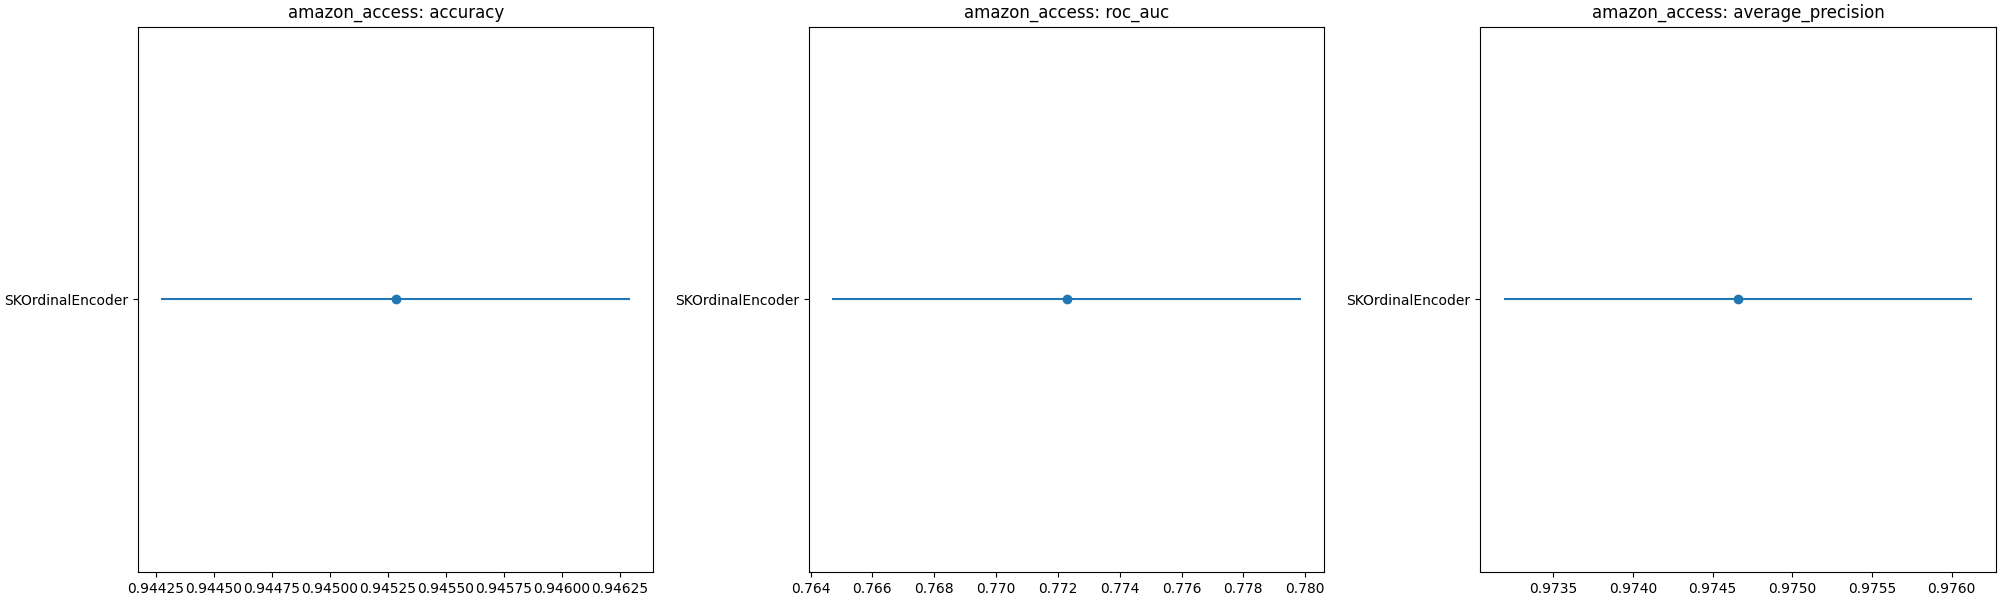 amazon_access: accuracy
SKOrdinalEncoder
0.94425 0.94450 0.94475 0.94500 0.94525 0.94550 0.94575 0.94600 0.94625
amazon_access: roc_auc
SKOrdinalEncoder
0.764 0.766 0.768 0.770 0.772 0.774 0.776 0.778 0.780
amazon_access: average_precision
SKOrdinalEncoder
0.9735 0.9740 0.9745 0.9750 0.9755 0.9760